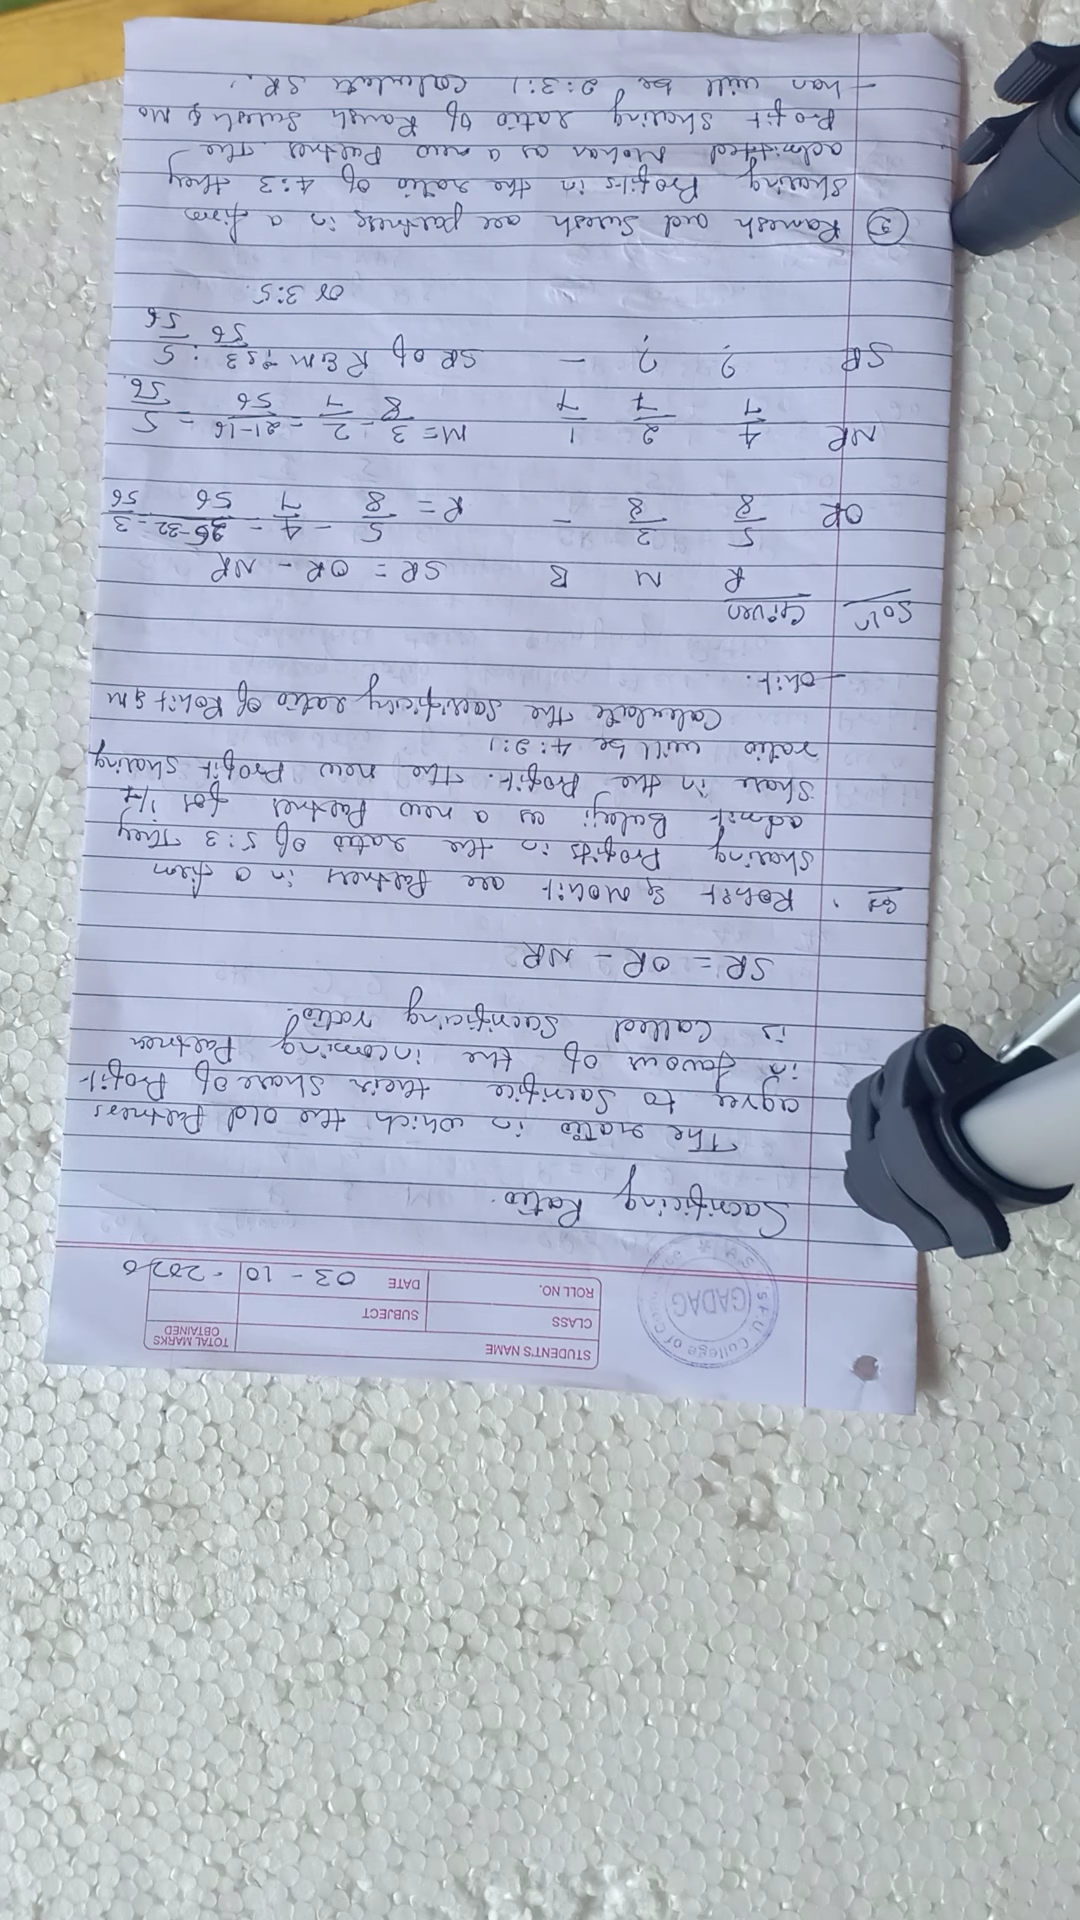 STUDENT'S NAME
TOTAL MARKS OBTAINED
CLASS
SUBJECT
ROLL NO.
DATE 03-10-2020
GADAG
Sacrificing Ratio.
The ratio in which the old Partners
agree to Sacrifice their share of Profit
in favour of the incoming Partner
is called Sacrificing ratio.
SR = OR - NR
Rohit & Mohit are Partners in a firm
sharing Profits in the ratio of 5:3 They
admit Balaji as a new Partner for 1/7
share in the Profit. The new Profit sharing
ratio will be 4:2:1
Calculate the Sacrificing ratio of Rohit & M
-ohit.
Solⁿ Given
R M B SR = OR - NR
OR 5/8 3/8 - R = 5/8 - 4/7 = 35-32/56 = 3/56
NR 4/7 2/7 1/7 M = 3/8 - 2/7 = 21-16/56 = 5/56
SR ? ? - SR of R & M is 3/56 : 5/56
or 3:5.
Ramesh and Suresh are partners in a firm
sharing Profits in the ratio of 4:3 they
admitted Mohan as a new Partner. The
Profit sharing ratio of Ramesh Suresh & Mo
-han will be 2:3:1 Calculate SR.